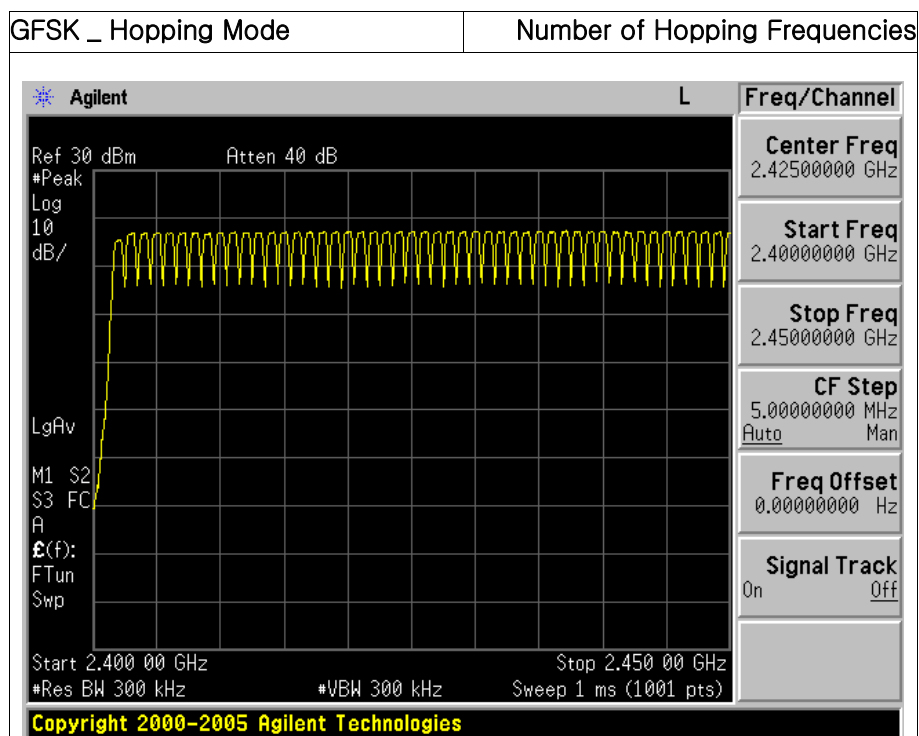 GFSK _ Hopping Mode
Number of Hopping Frequencies
Agilent
L
Freq/Channel
Ref 30 dBm
Atten 40 dB
#Peak
Log
10
dB/
LgAv
M1 S2
S3 FC
A
£(f):
FTun
Swp
Start 2.400 00 GHz
Stop 2.450 00 GHz
#Res BW 300 kHz
#VBW 300 kHz
Sweep 1 ms (1001 pts)
Center Freq
2.42500000 GHz
Start Freq
2.40000000 GHz
Stop Freq
2.45000000 GHz
CF Step
5.00000000 MHz
Auto Man
Freq Offset
0.00000000 Hz
Signal Track
On Off
Copyright 2000-2005 Agilent Technologies